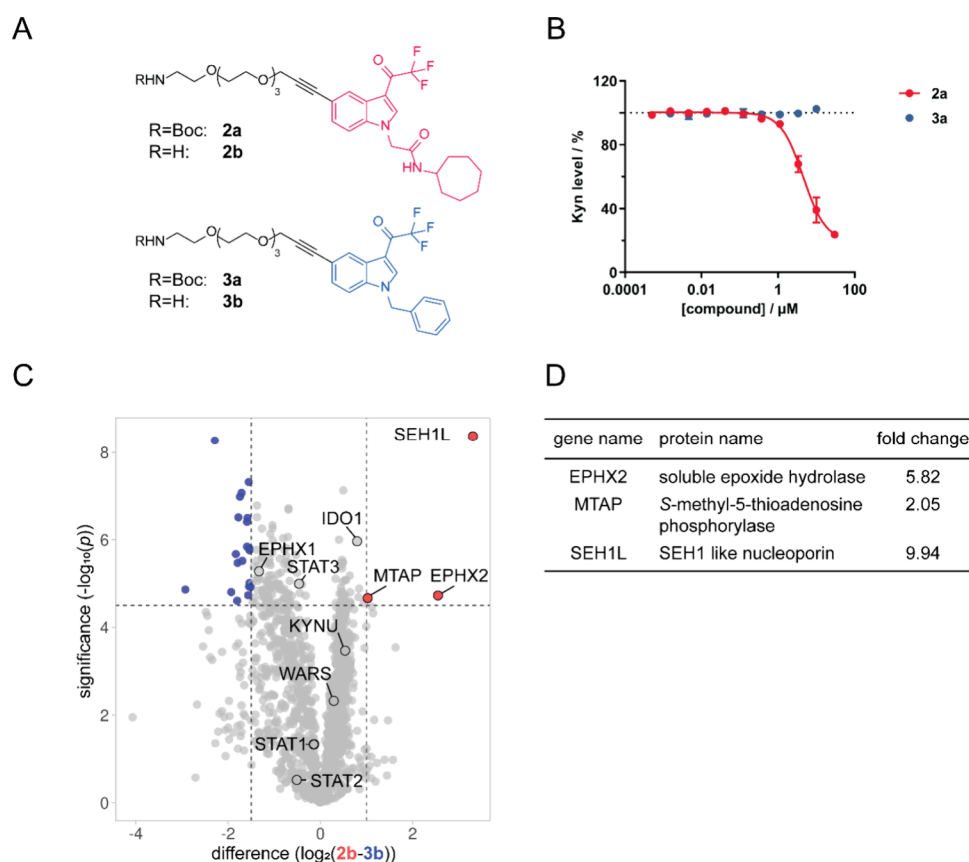 A
RHN O ( O ) 3 O F F F N O HN
R=Boc: 2a
R=H: 2b
RHN O ( O ) 3 O F F F N
R=Boc: 3a
R=H: 3b
B
Kyn level / %
120
80
40
0
0.0001 0.01 1 100
[compound] / µM
2a
3a
C
significance (-log₁₀(p))
8
6
4
2
0
SEH1L
IDO1
EPHX1
STAT3
MTAP EPHX2
KYNU
WARS
STAT1
STAT2
-4 -2 0 2
difference (log₂(2b-3b))
D
gene name protein name fold change
EPHX2 soluble epoxide hydrolase 5.82
MTAP S-methyl-5-thioadenosine 2.05
phosphorylase
SEH1L SEH1 like nucleoporin 9.94